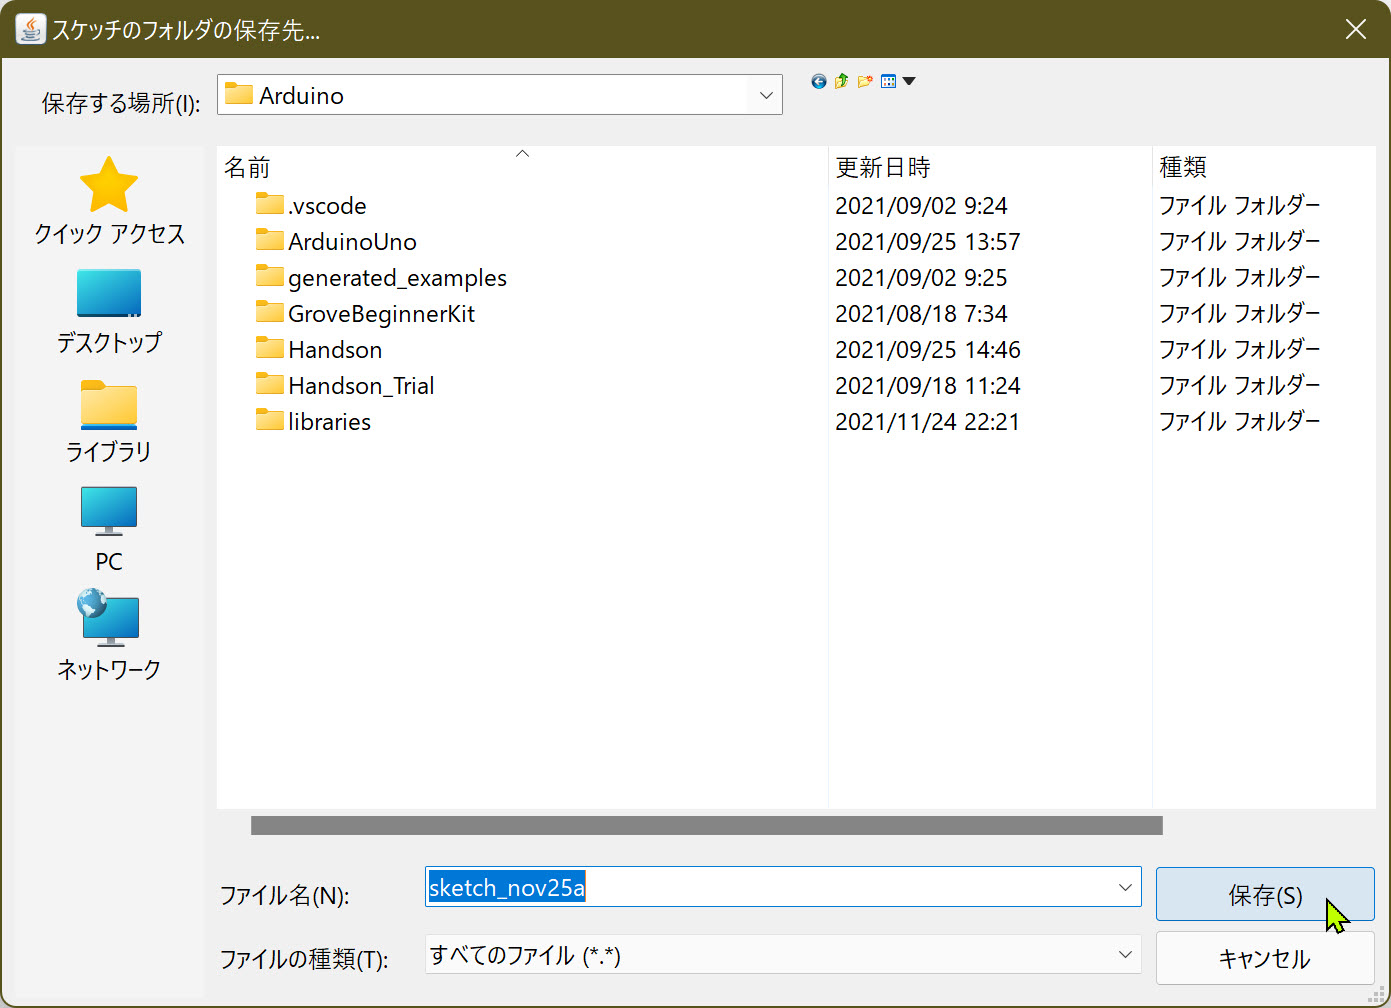 スケッチのフォルダの保存先...
保存する場所(I): Arduino
名前 更新日時 種類
.vscode 2021/09/02 9:24 ファイル フォルダー
ArduinoUno 2021/09/25 13:57 ファイル フォルダー
generated_examples 2021/09/02 9:25 ファイル フォルダー
GroveBeginnerKit 2021/08/18 7:34 ファイル フォルダー
Handson 2021/09/25 14:46 ファイル フォルダー
Handson_Trial 2021/09/18 11:24 ファイル フォルダー
libraries 2021/11/24 22:21 ファイル フォルダー
クイック アクセス
デスクトップ
ライブラリ
PC
ネットワーク
ファイル名(N): sketch_nov25a 保存(S)
ファイルの種類(T): すべてのファイル (*.*) キャンセル